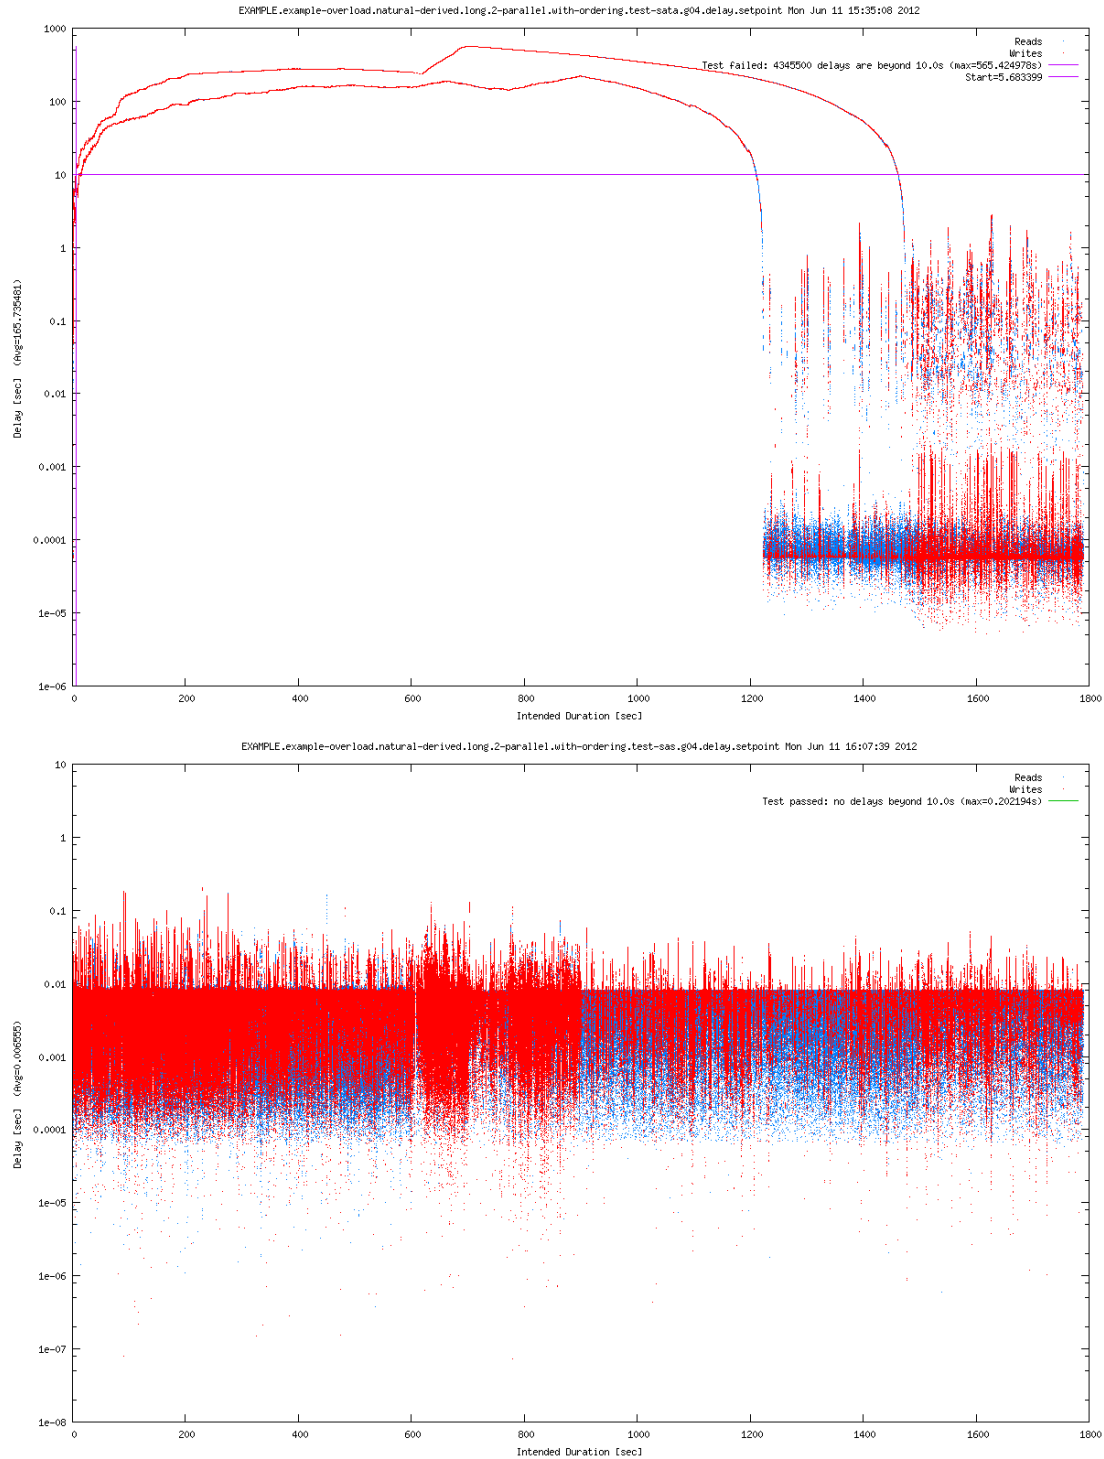 EXAMPLE.example-overload.natural-derived.long.2-parallel.with-ordering.test-sata.g04.delay.setpoint Mon Jun 11 15:35:08 2012
Reads
Writes
Test failed: 4345500 delays are beyond 10.0s (max=565.424978s)
Start=5.683399
1000
100
10
1
0.1
0.01
0.001
0.0001
1e-05
1e-06
Delay [sec] (Avg=165.735481)
0 200 400 600 800 1000 1200 1400 1600 1800
Intended Duration [sec]
EXAMPLE.example-overload.natural-derived.long.2-parallel.with-ordering.test-sas.g04.delay.setpoint Mon Jun 11 16:07:39 2012
Reads
Writes
Test passed: no delays beyond 10.0s (max=0.202194s)
10
1
0.1
0.01
0.001
0.0001
1e-05
1e-06
1e-07
1e-08
Delay [sec] (Avg=0.006555)
0 200 400 600 800 1000 1200 1400 1600 1800
Intended Duration [sec]